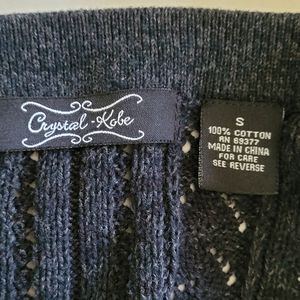 Crystal-Kobe
S
100% COTTON
RN 69377
MADE IN CHINA
FOR CARE
SEE REVERSE